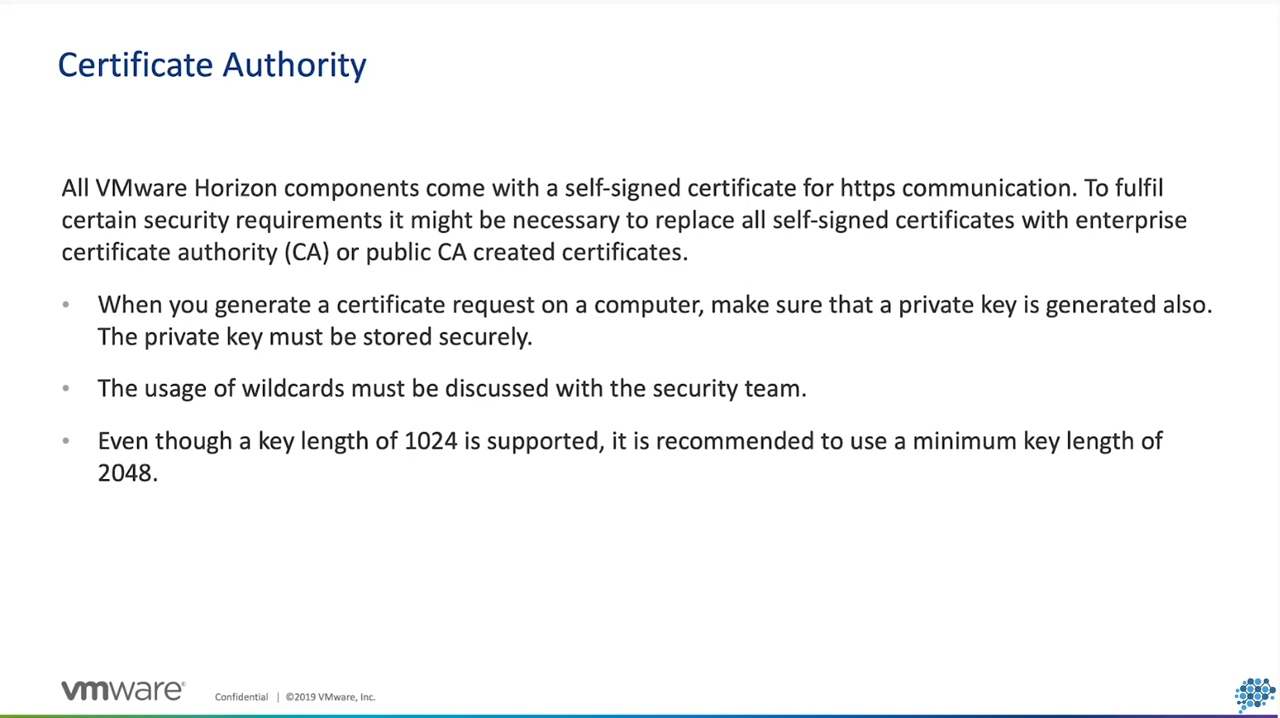 Certificate Authority
All VMware Horizon components come with a self-signed certificate for https communication. To fulfil
certain security requirements it might be necessary to replace all self-signed certificates with enterprise
certificate authority (CA) or public CA created certificates.
• When you generate a certificate request on a computer, make sure that a private key is generated also.
The private key must be stored securely.
• The usage of wildcards must be discussed with the security team.
• Even though a key length of 1024 is supported, it is recommended to use a minimum key length of
2048.
vmware® Confidential | ©2019 VMware, Inc.